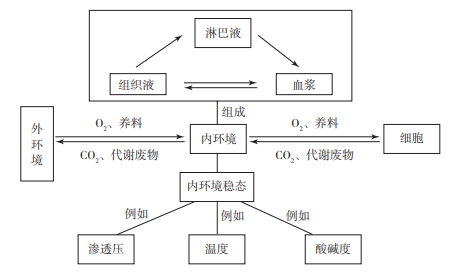 淋巴液
组织液
血浆
组成
外环境
O₂、养料
CO₂、代谢废物
内环境
O₂、养料
CO₂、代谢废物
细胞
内环境稳态
例如
例如
例如
渗透压
温度
酸碱度